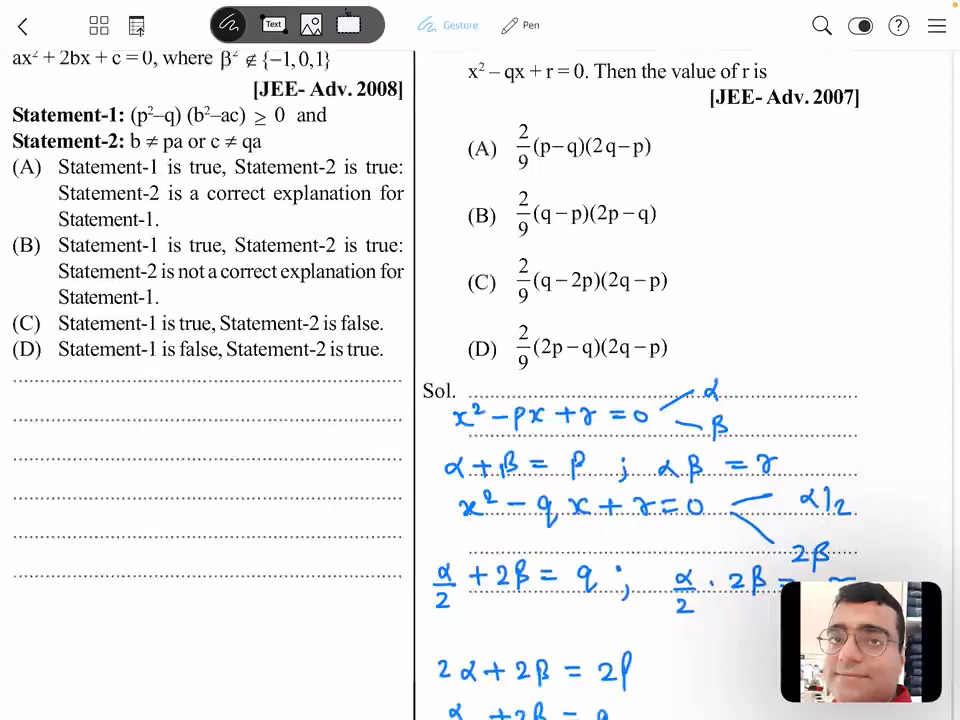 Text
Gesture
Pen
ax² + 2bx + c = 0, where β² ∉ {−1, 0, 1}
[JEE- Adv. 2008]
Statement-1: (p²–q) (b²–ac) ≥ 0 and
Statement-2: b ≠ pa or c ≠ qa
(A) Statement-1 is true, Statement-2 is true:
Statement-2 is a correct explanation for
Statement-1.
(B) Statement-1 is true, Statement-2 is true:
Statement-2 is not a correct explanation for
Statement-1.
(C) Statement-1 is true, Statement-2 is false.
(D) Statement-1 is false, Statement-2 is true.
x² – qx + r = 0. Then the value of r is
[JEE- Adv. 2007]
(A) 2/9 (p−q)(2q−p)
(B) 2/9 (q−p)(2p−q)
(C) 2/9 (q−2p)(2q−p)
(D) 2/9 (2p−q)(2q−p)
Sol.
x² − px + r = 0 α
β
α + β = p ; αβ = r
x² − qx + r = 0 α/2
2β
α/2 + 2β = q ; α/2 · 2β =
2α + 2β = 2p
α + 2β = q